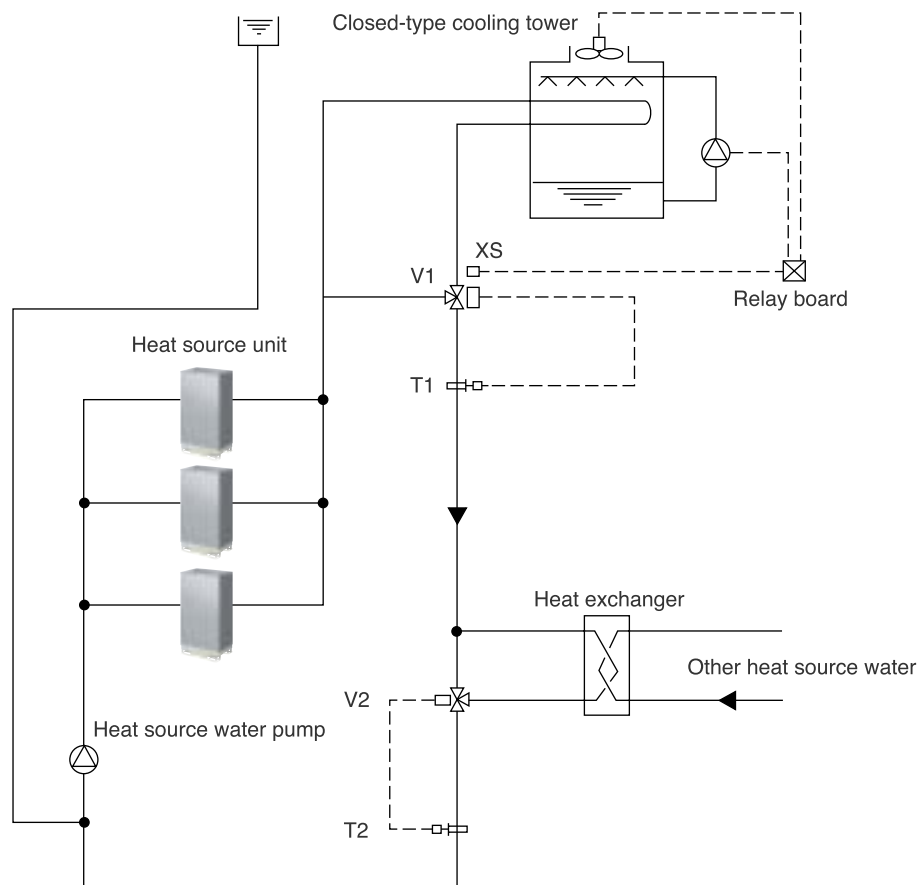 Closed-type cooling tower
XS
V1
Relay board
Heat source unit
T1
Heat exchanger
Other heat source water
V2
Heat source water pump
T2